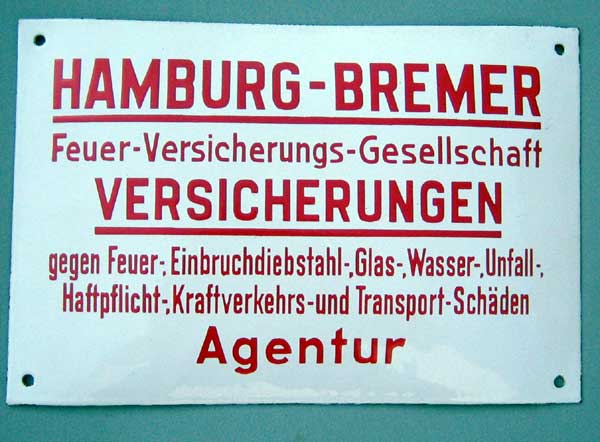 HAMBURG-BREMER
Feuer-Versicherungs-Gesellschaft
VERSICHERUNGEN
gegen Feuer-, Einbruchdiebstahl-, Glas-, Wasser-, Unfall-,
Haftpflicht-, Kraftverkehrs- und Transport-Schäden
Agentur